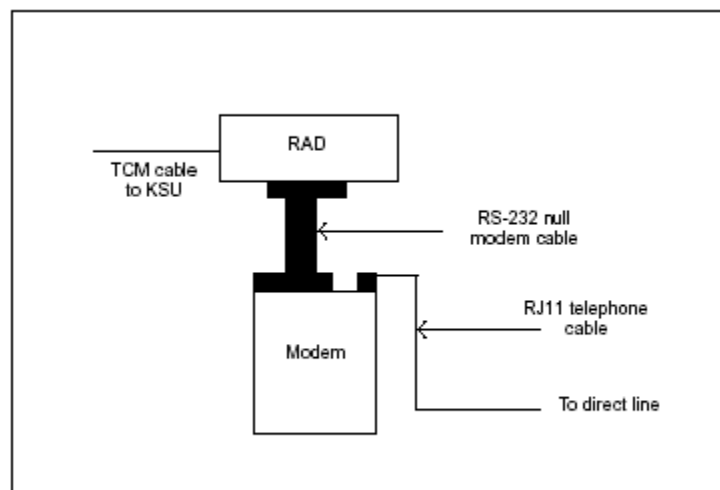 RAD
TCM cable
to KSU
RS-232 null
modem cable
RJ11 telephone
cable
Modem
To direct line